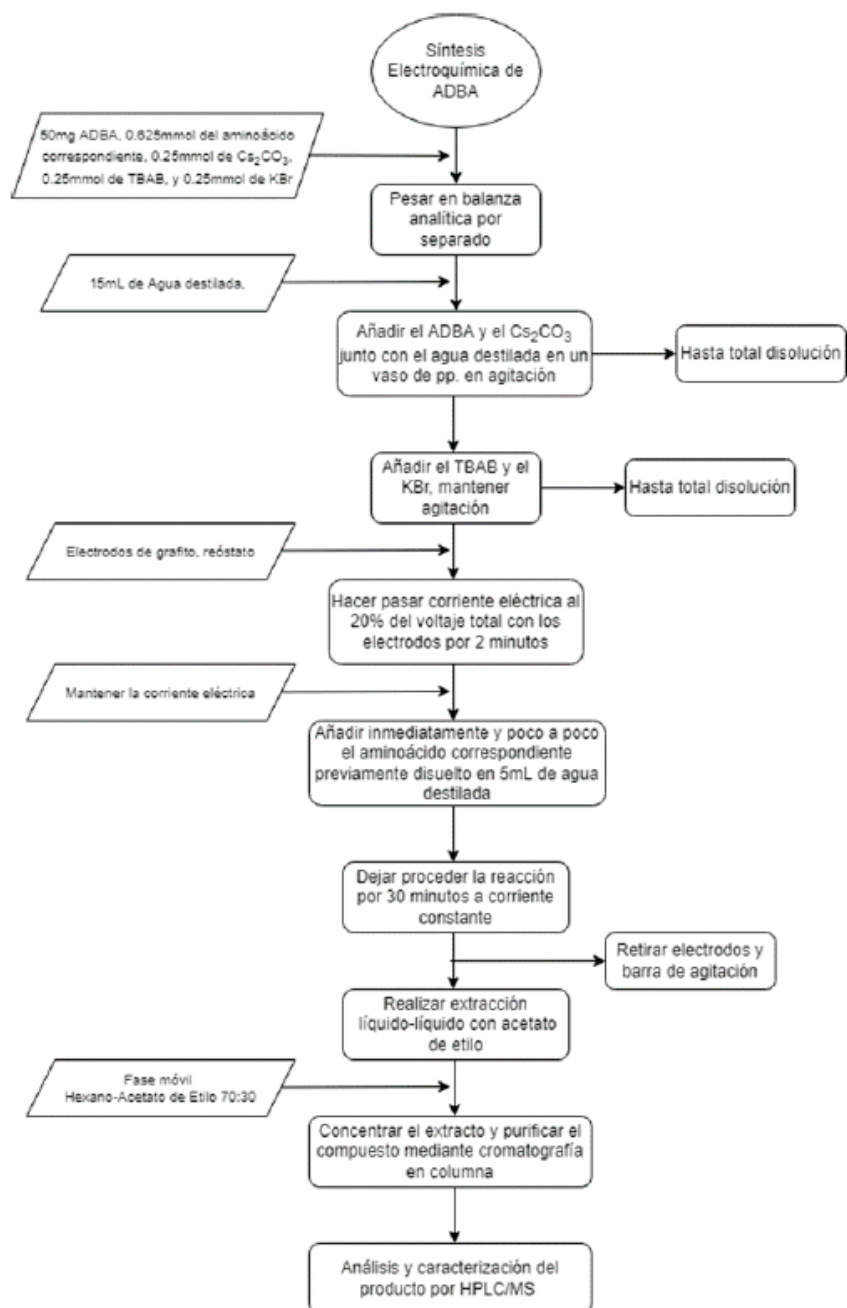 Síntesis
Electroquímica de
ADBA
50mg ADBA, 0.625mmol del aminoácido
correspondiente, 0.25mmol de Cs₂CO₃,
0.25mmol de TBAB, y 0.25mmol de KBr
Pesar en balanza
analítica por
separado
15mL de Agua destilada.
Añadir el ADBA y el Cs₂CO₃
junto con el agua destilada en un
vaso de pp. en agitación
Hasta total disolución
Añadir el TBAB y el
KBr, mantener
agitación
Hasta total disolución
Electrodos de grafito, reóstato
Hacer pasar corriente eléctrica al
20% del voltaje total con los
electrodos por 2 minutos
Mantener la corriente eléctrica
Añadir inmediatamente y poco a poco
el aminoácido correspondiente
previamente disuelto en 5mL de agua
destilada
Dejar proceder la reacción
por 30 minutos a corriente
constante
Retirar electrodos y
barra de agitación
Realizar extracción
líquido-líquido con acetato
de etilo
Fase móvil
Hexano-Acetato de Etilo 70:30
Concentrar el extracto y purificar el
compuesto mediante cromatografía
en columna
Análisis y caracterización del
producto por HPLC/MS